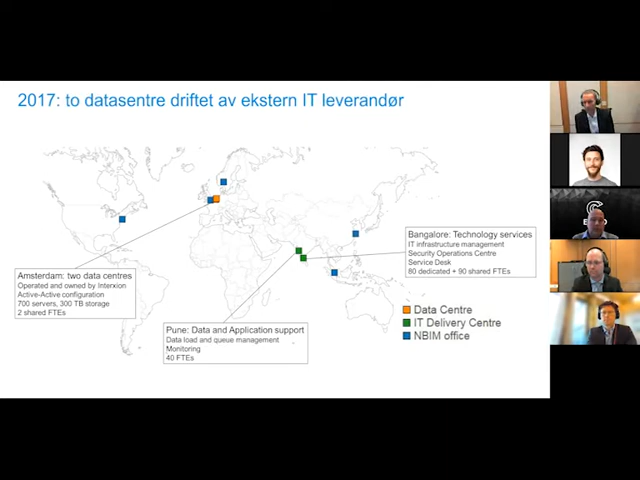 2017: to datasentre driftet av ekstern IT leverandør
Bangalore: Technology services
IT infrastructure management
Security Operations Centre
Service Desk
80 dedicated + 90 shared FTEs
Amsterdam: two data centres
Operated and owned by Interxion
Active-Active configuration
700 servers, 300 TB storage
2 shared FTEs
Pune: Data and Application support
Data load and queue management
Monitoring
40 FTEs
Data Centre
IT Delivery Centre
NBIM office